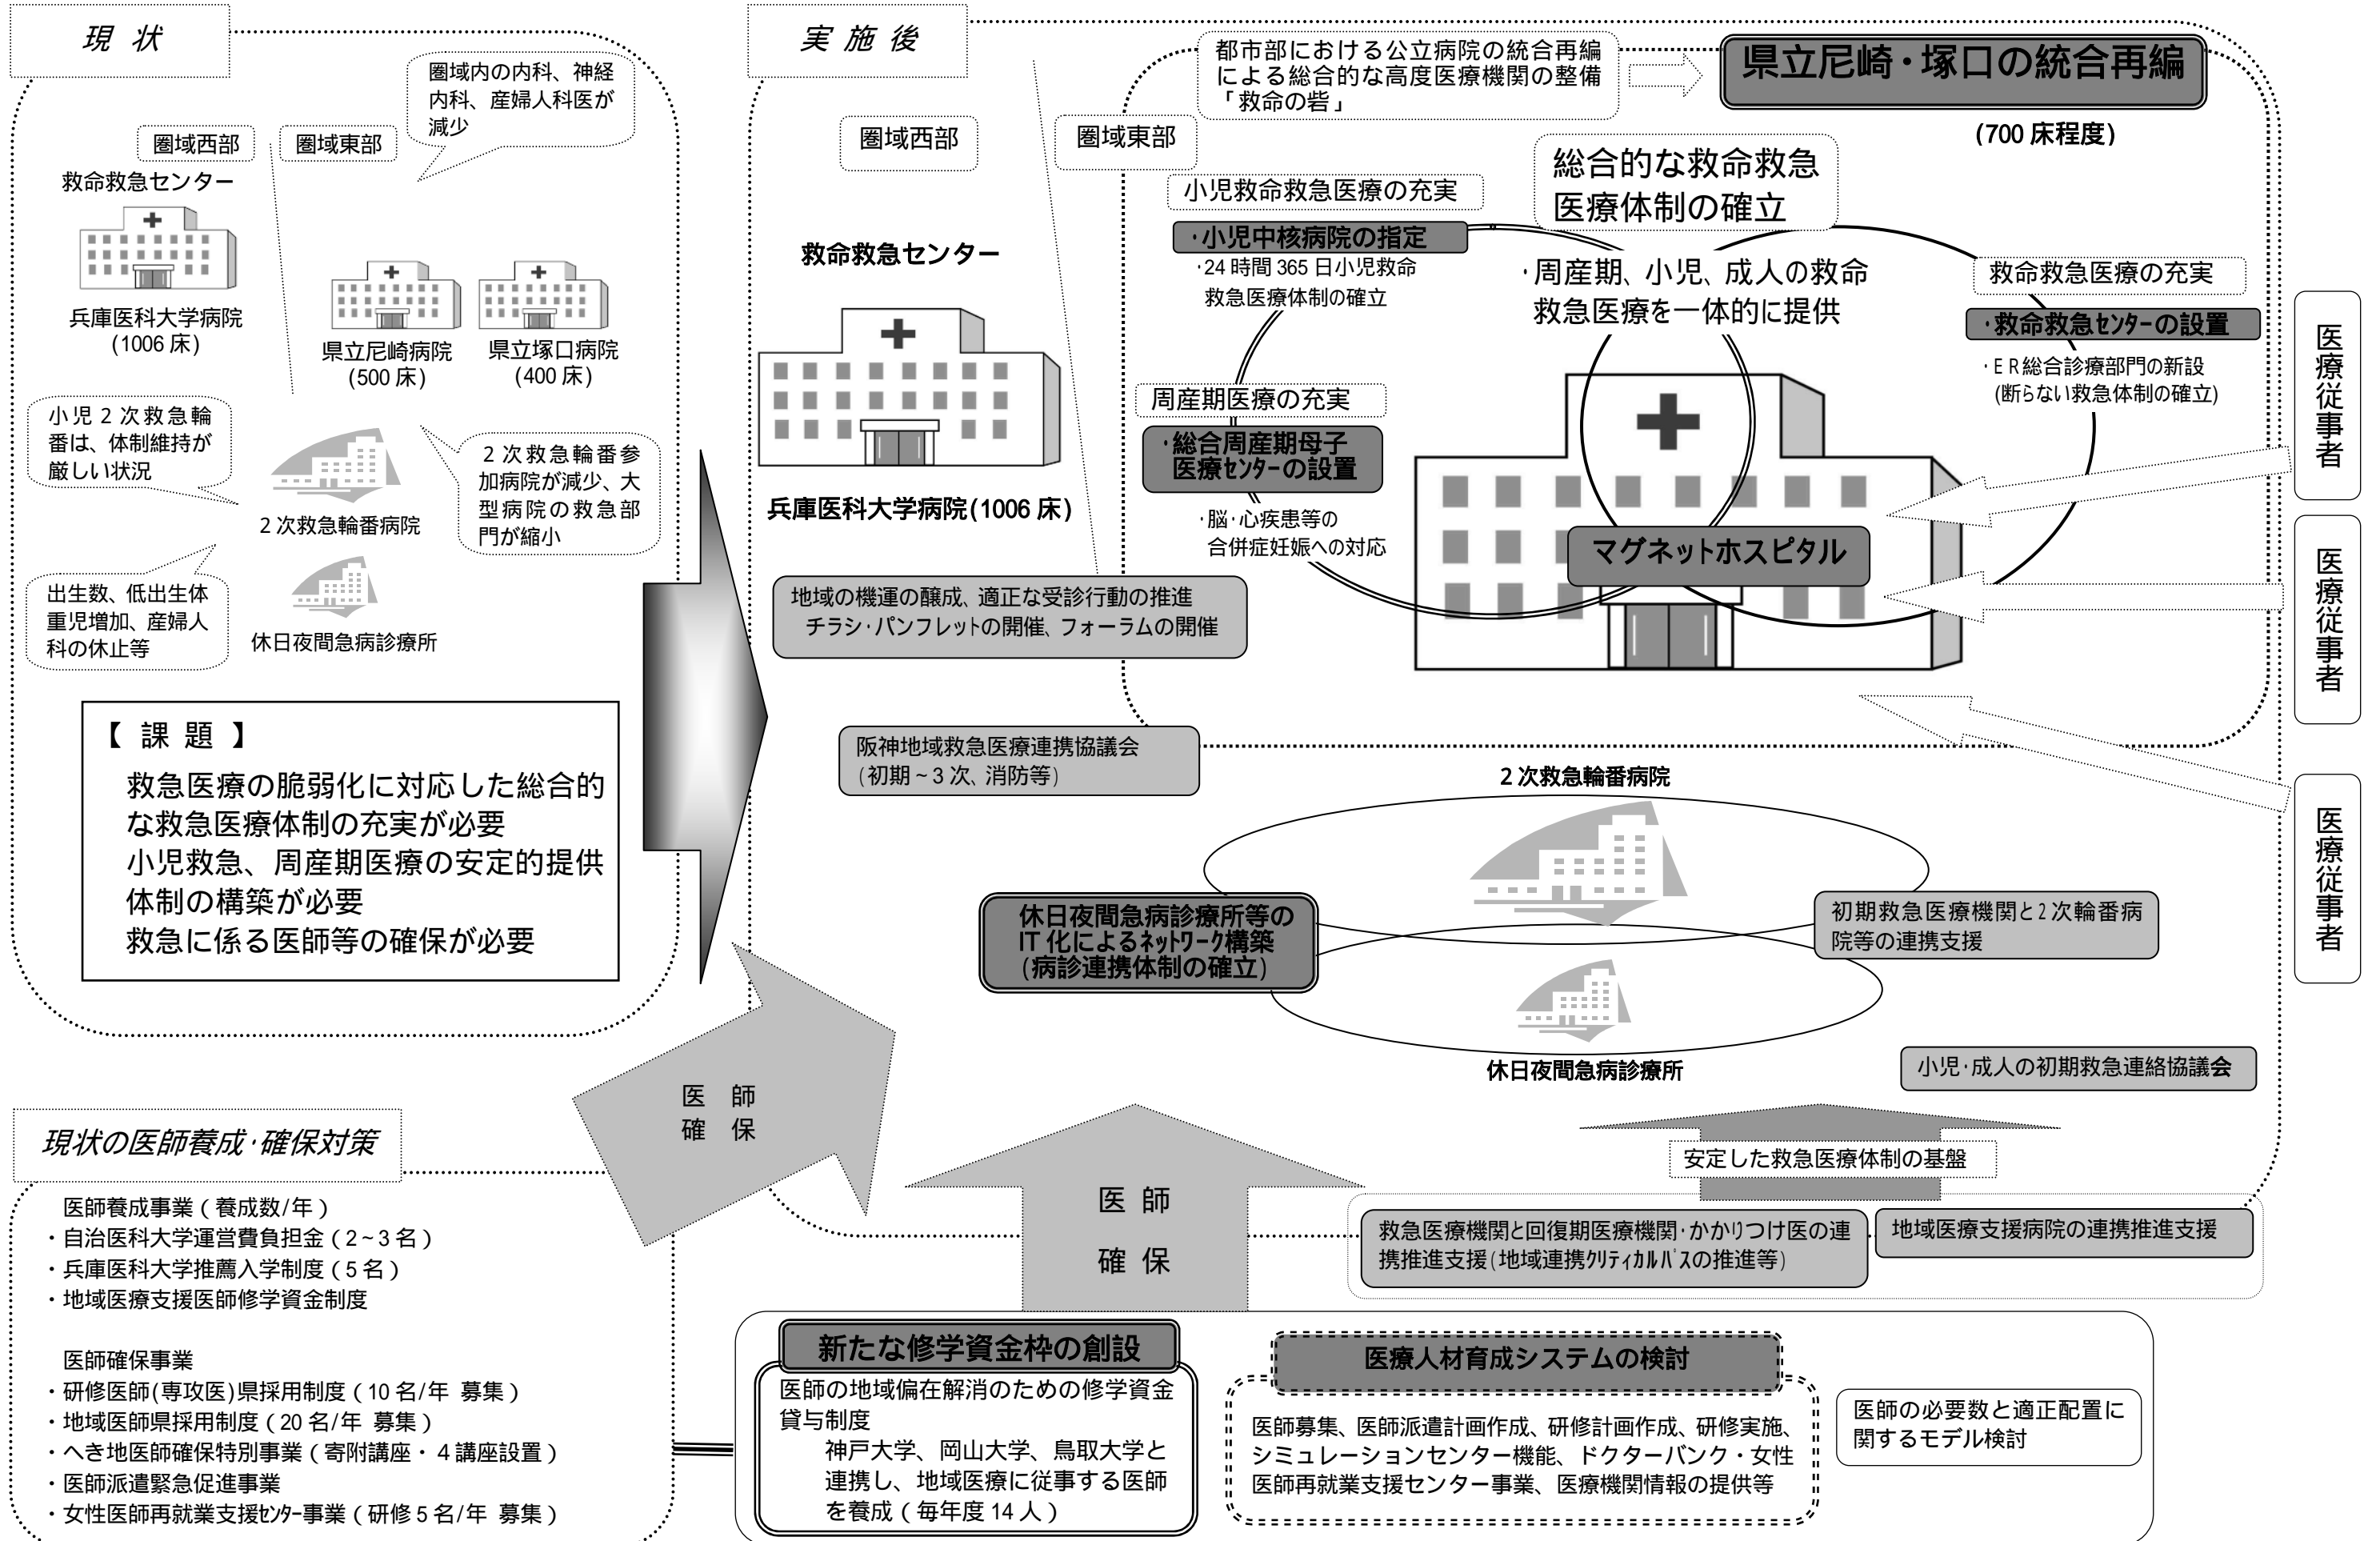 現 状
圏域内の内科、神経
内科、産婦人科医が
減少
圏域西部
圏域東部
救命救急センター
兵庫医科大学病院
(1006 床)
県立尼崎病院
(500 床)
県立塚口病院
(400 床)
小児 2 次救急輪
番は、体制維持が
厳しい状況
2 次救急輪番病院
2 次救急輪番参
加病院が減少、大
型病院の救急部
門が縮小
出生数、低出生体
重児増加、産婦人
科の休止等
休日夜間急病診療所
【 課 題 】
救急医療の脆弱化に対応した総合的
な救急医療体制の充実が必要
小児救急、周産期医療の安定的提供
体制の構築が必要
救急に係る医師等の確保が必要
実 施 後
都市部における公立病院の統合再編
による総合的な高度医療機関の整備
「救命の砦」
県立尼崎・塚口の統合再編
(700 床程度)
圏域西部
圏域東部
救命救急センター
兵庫医科大学病院(1006 床)
小児救命救急医療の充実
・小児中核病院の指定
・24 時間 365 日小児救命
救急医療体制の確立
総合的な救命救急
医療体制の確立
・周産期、小児、成人の救命
救急医療を一体的に提供
救命救急医療の充実
・救命救急センターの設置
・ＥＲ総合診療部門の新設
(断らない救急体制の確立)
周産期医療の充実
・総合周産期母子
医療センターの設置
・脳・心疾患等の
合併症妊娠への対応
マグネットホスピタル
医療従事者
医療従事者
医療従事者
地域の機運の醸成、適正な受診行動の推進
チラシ・パンフレットの開催、フォーラムの開催
阪神地域救急医療連携協議会
(初期～3 次、消防等)
2 次救急輪番病院
休日夜間急病診療所等の
IT 化によるネットワーク構築
(病診連携体制の確立)
初期救急医療機関と2 次輪番病
院等の連携支援
休日夜間急病診療所
小児・成人の初期救急連絡協議会
安定した救急医療体制の基盤
救急医療機関と回復期医療機関・かかりつけ医の連
携推進支援(地域連携クリティカルパスの推進等)
地域医療支援病院の連携推進支援
医 師
確 保
医 師
確 保
現状の医師養成・確保対策
医師養成事業（養成数/年）
・自治医科大学運営費負担金（2～3 名）
・兵庫医科大学推薦入学制度（5 名）
・地域医療支援医師修学資金制度
医師確保事業
・研修医師(専攻医)県採用制度（10 名/年 募集）
・地域医師県採用制度（20 名/年 募集）
・へき地医師確保特別事業（寄附講座・４講座設置）
・医師派遣緊急促進事業
・女性医師再就業支援センター事業（研修 5 名/年 募集）
新たな修学資金枠の創設
医師の地域偏在解消のための修学資金
貸与制度
神戸大学、岡山大学、鳥取大学と
連携し、地域医療に従事する医師
を養成（毎年度 14 人）
医療人材育成システムの検討
医師募集、医師派遣計画作成、研修計画作成、研修実施、
シミュレーションセンター機能、ドクターバンク・女性
医師再就業支援センター事業、医療機関情報の提供等
医師の必要数と適正配置に
関するモデル検討